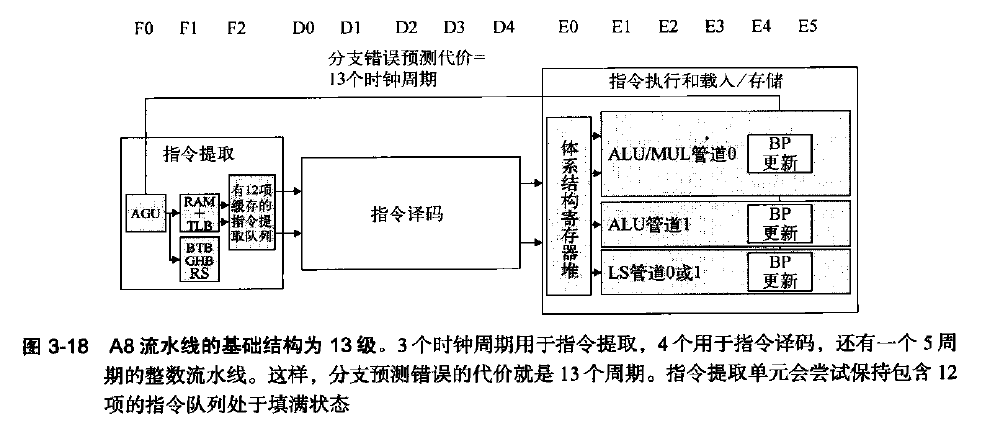 F0 F1 F2 D0 D1 D2 D3 D4 E0 E1 E2 E3 E4 E5
分支错误预测代价=
13个时钟周期
指令执行和载入/存储
指令提取
AGU
RAM
+
TLB
BTB
GHB
RS
有12项
缓存的
指令提
取队列
指令译码
体系结构寄存器堆
ALU/MUL管道0
BP
更新
ALU管道1
BP
更新
LS管道0或1
BP
更新
图 3-18 A8 流水线的基础结构为 13 级。3 个时钟周期用于指令提取，4 个用于指令译码，还有一个 5 周
期的整数流水线。这样，分支预测错误的代价就是 13 个周期。指令提取单元会尝试保持包含 12
项的指令队列处于填满状态